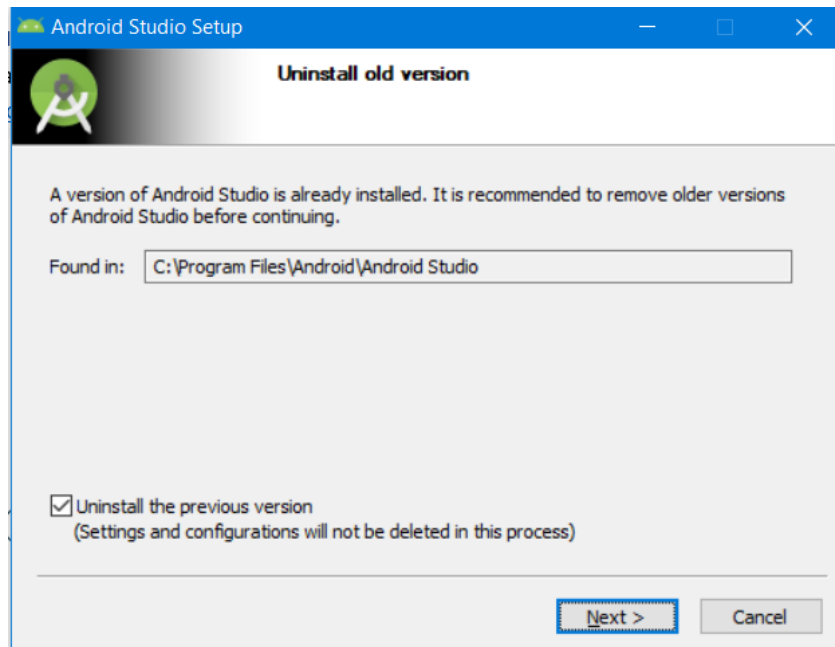 Android Studio Setup
Uninstall old version
A version of Android Studio is already installed. It is recommended to remove older versions
of Android Studio before continuing.
Found in: C:\Program Files\Android\Android Studio
Uninstall the previous version
(Settings and configurations will not be deleted in this process)
Next > Cancel